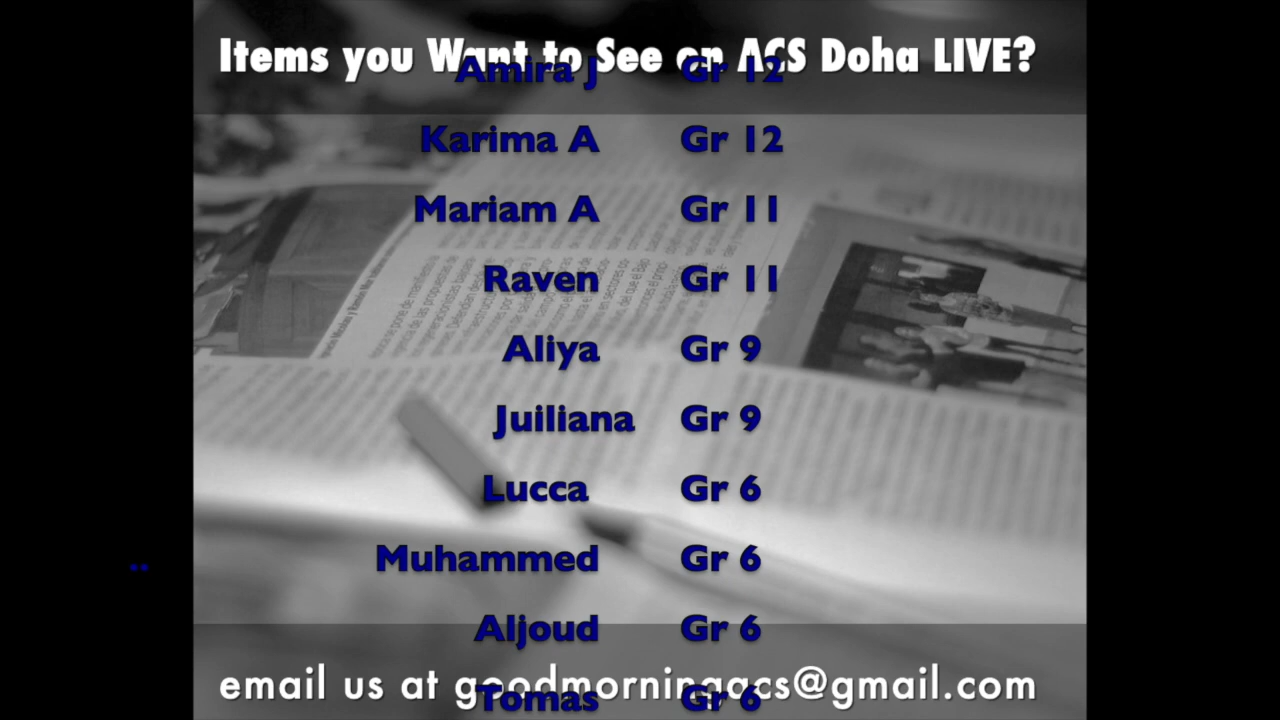 Items you Want to See on ACS Doha LIVE?
Amira J Gr 12
Karima A Gr 12
Mariam A Gr 11
Raven Gr 11
Aliya Gr 9
Juiliana Gr 9
Lucca Gr 6
Muhammed Gr 6
..
Aljoud Gr 6
email us at goodmorningacs@gmail.com
Tomas Gr 6